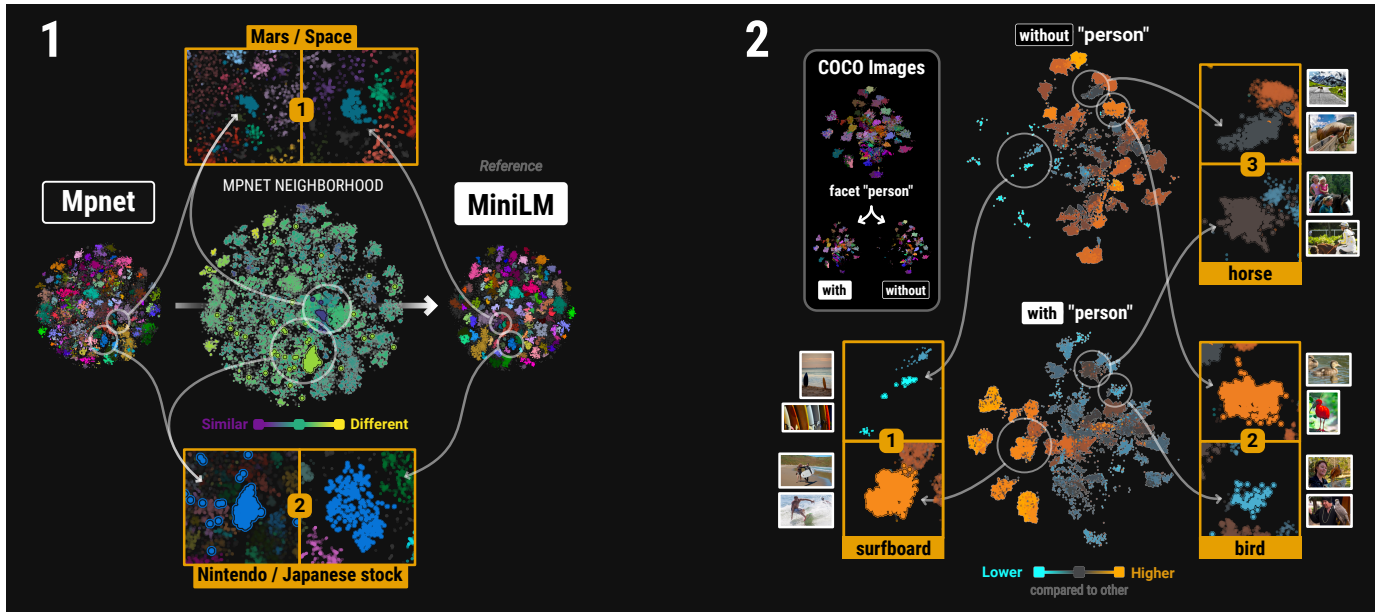 1
Mars / Space
1
Reference
MPNET NEIGHBORHOOD
Mpnet
MiniLM
Similar
Different
2
Nintendo / Japanese stock
2
without "person"
COCO Images
facet "person"
with
without
3
horse
with "person"
1
surfboard
2
bird
Lower
Higher
compared to other